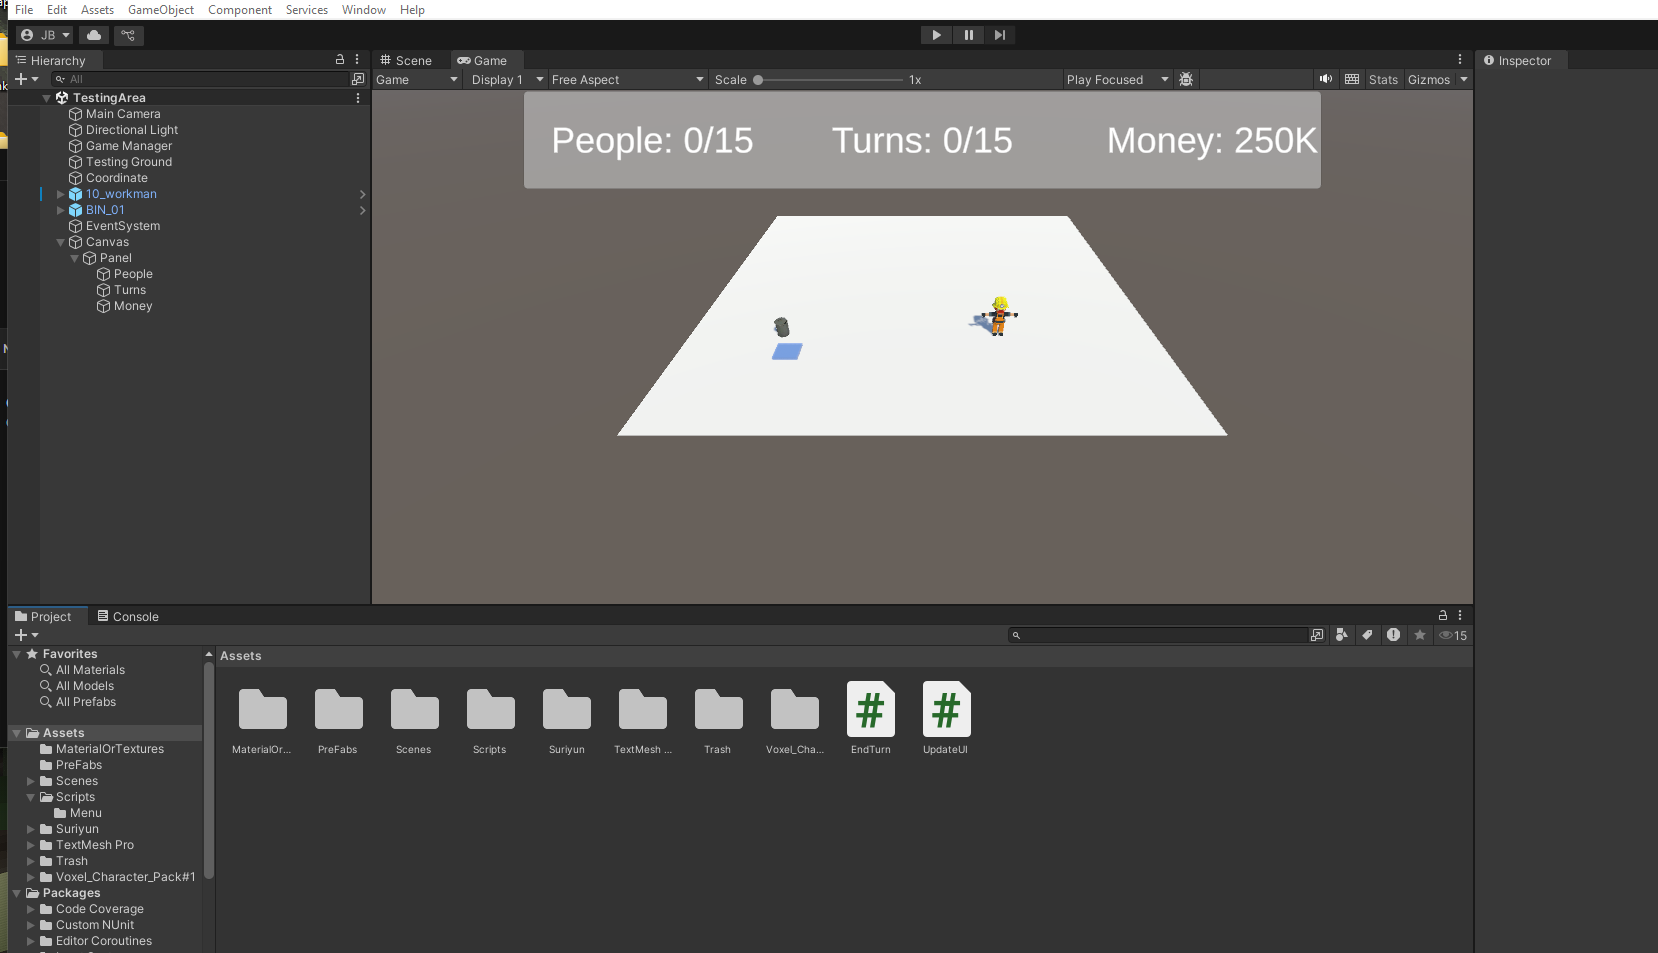 File Edit Assets GameObject Component Services Window Help
JB
Hierarchy
All
TestingArea
Main Camera
Directional Light
Game Manager
Testing Ground
Coordinate
10_workman
BIN_01
EventSystem
Canvas
Panel
People
Turns
Money
Scene Game
Game Display 1 Free Aspect Scale 1x Play Focused Stats Gizmos
People: 0/15 Turns: 0/15 Money: 250K
Inspector
Project Console
15
Favorites
All Materials
All Models
All Prefabs
Assets
MaterialOrTextures
PreFabs
Scenes
Scripts
Menu
Suriyun
TextMesh Pro
Trash
Voxel_Character_Pack#1
Packages
Code Coverage
Custom NUnit
Editor Coroutines
Assets
MaterialOr... PreFabs Scenes Scripts Suriyun TextMesh ... Trash Voxel_Cha... EndTurn UpdateUI